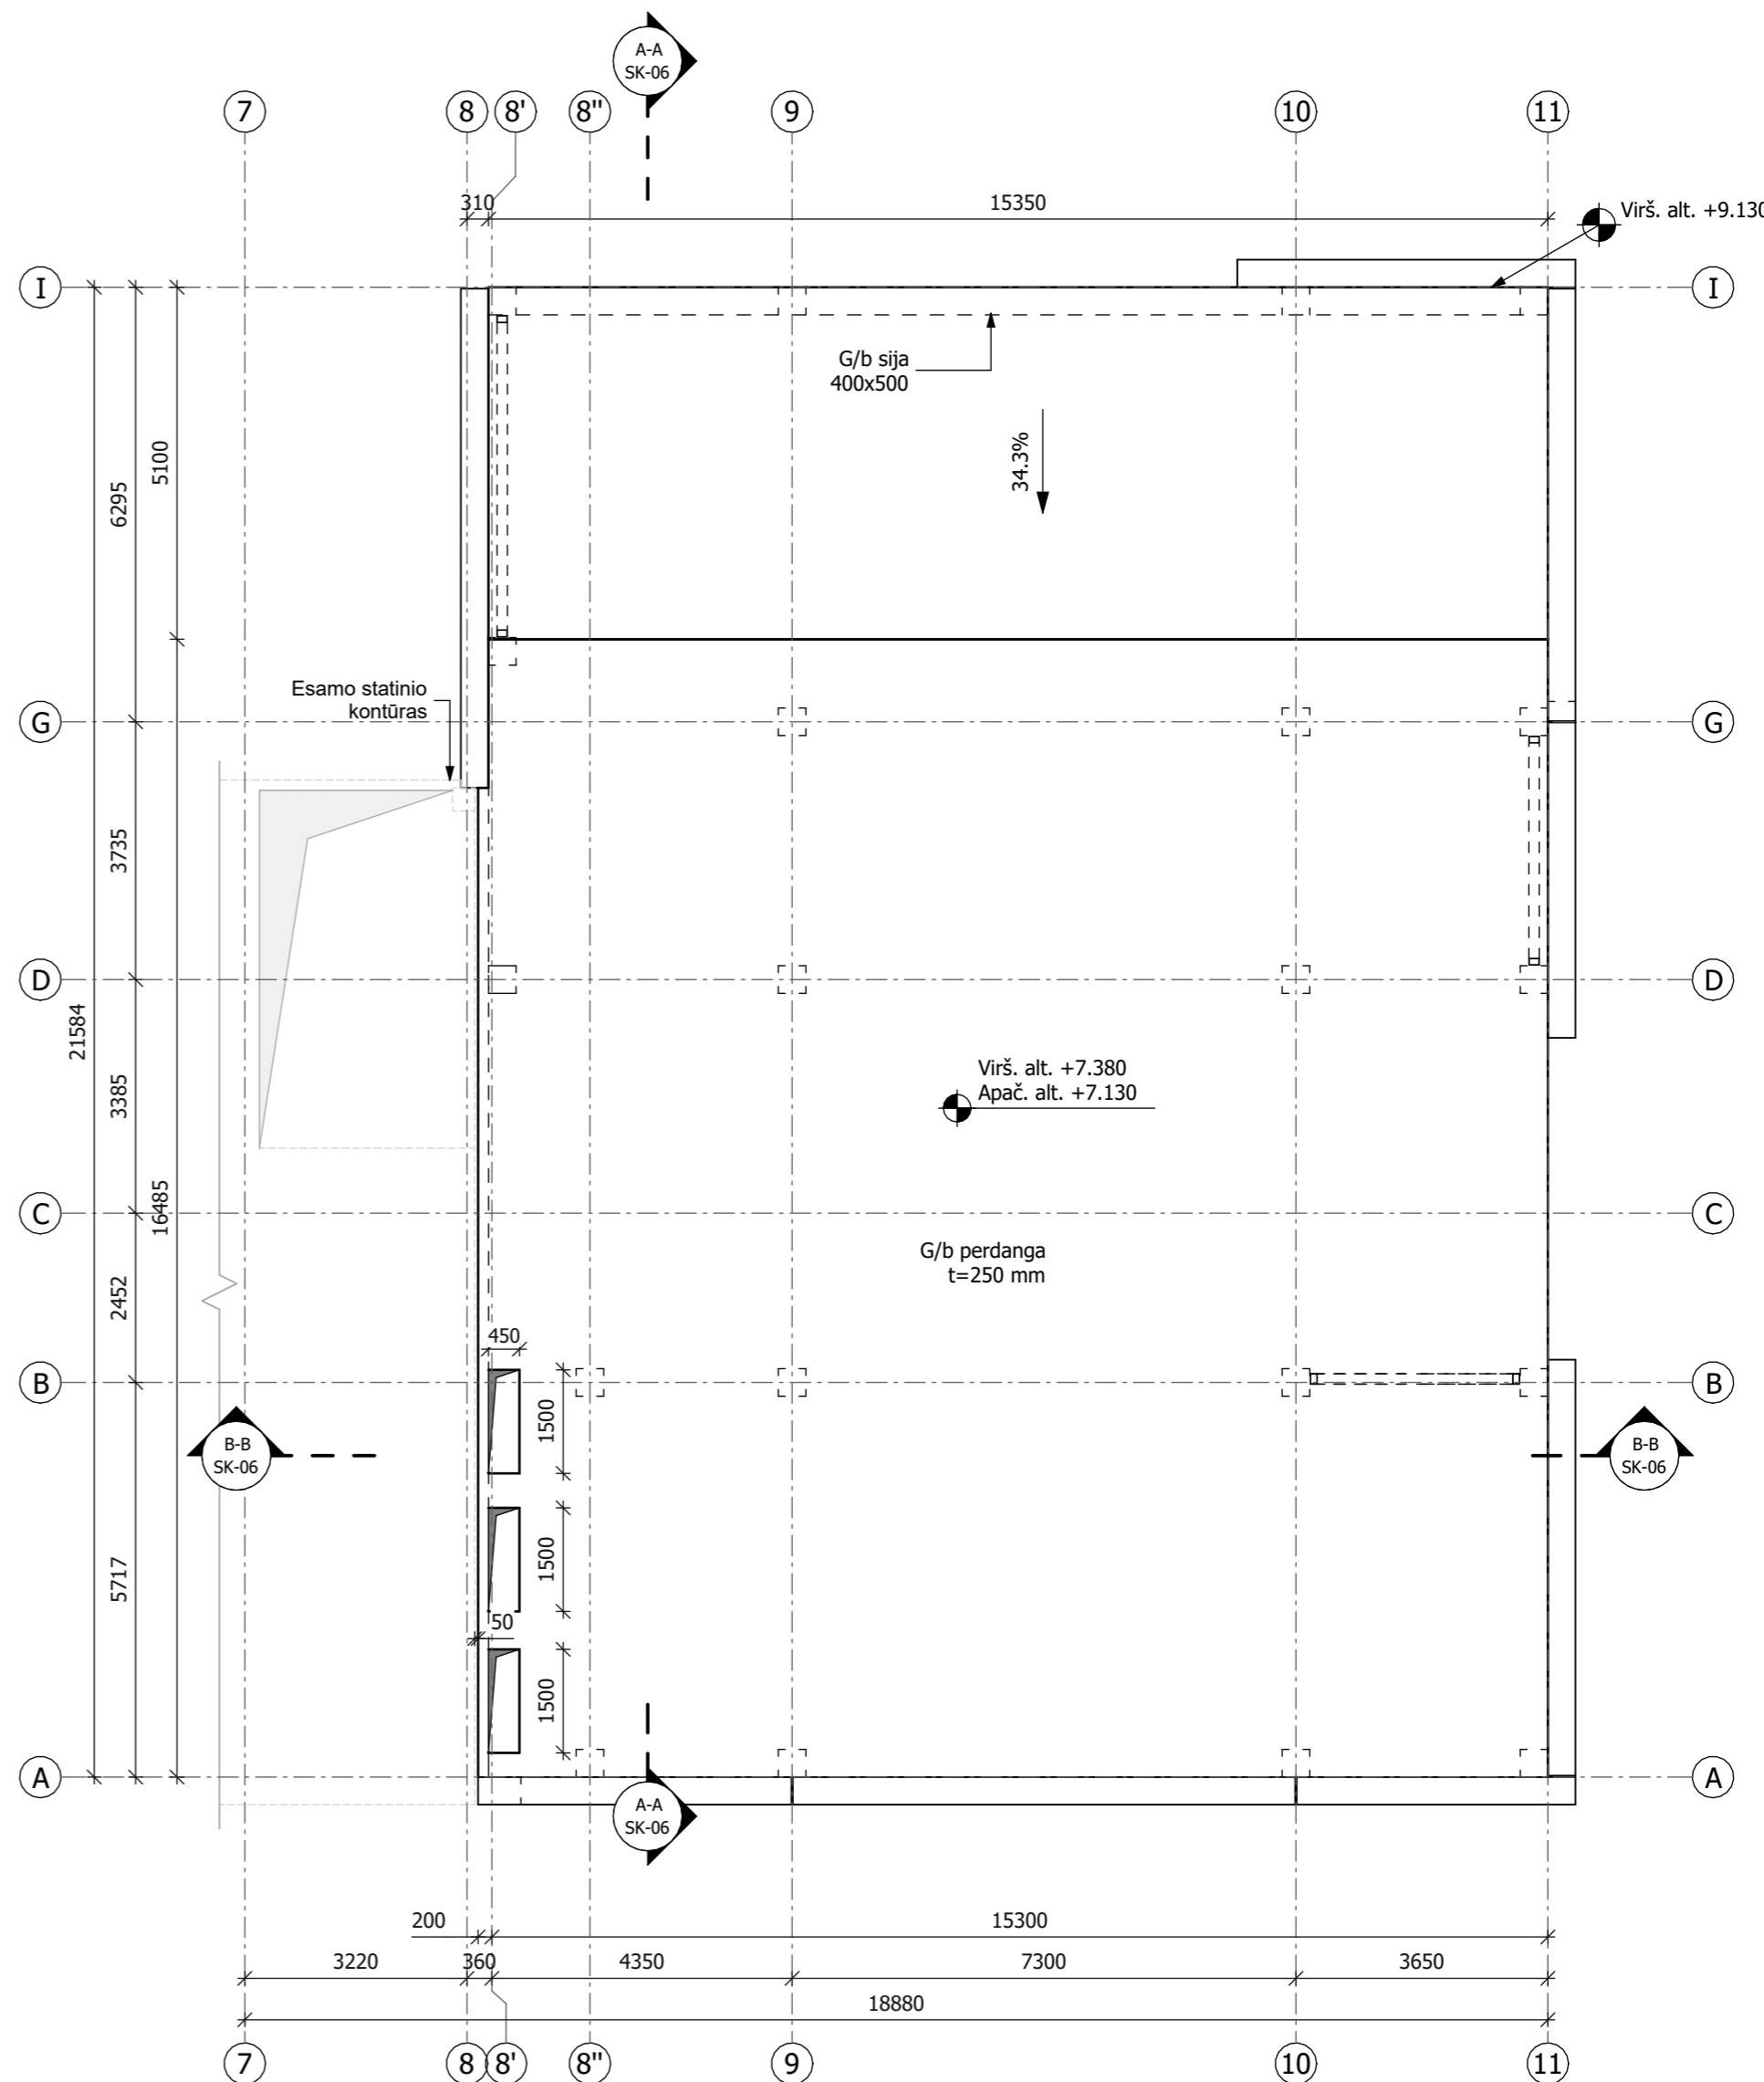 A-A
SK-06
7
8
8'
8"
9
10
11
310
15350
Virš. alt. +9.130
I
I
G/b sija
400x500
34.3%
5100
6295
Esamo statinio
kontūras
G
G
3735
D
D
21584
Virš. alt. +7.380
Apač. alt. +7.130
3385
16485
C
C
G/b perdanga
t=250 mm
2452
450
B
B
1500
B-B
SK-06
B-B
SK-06
5717
1500
50
1500
A
A
A-A
SK-06
200
15300
3220
360
4350
7300
3650
18880
7
8
8'
8"
9
10
11